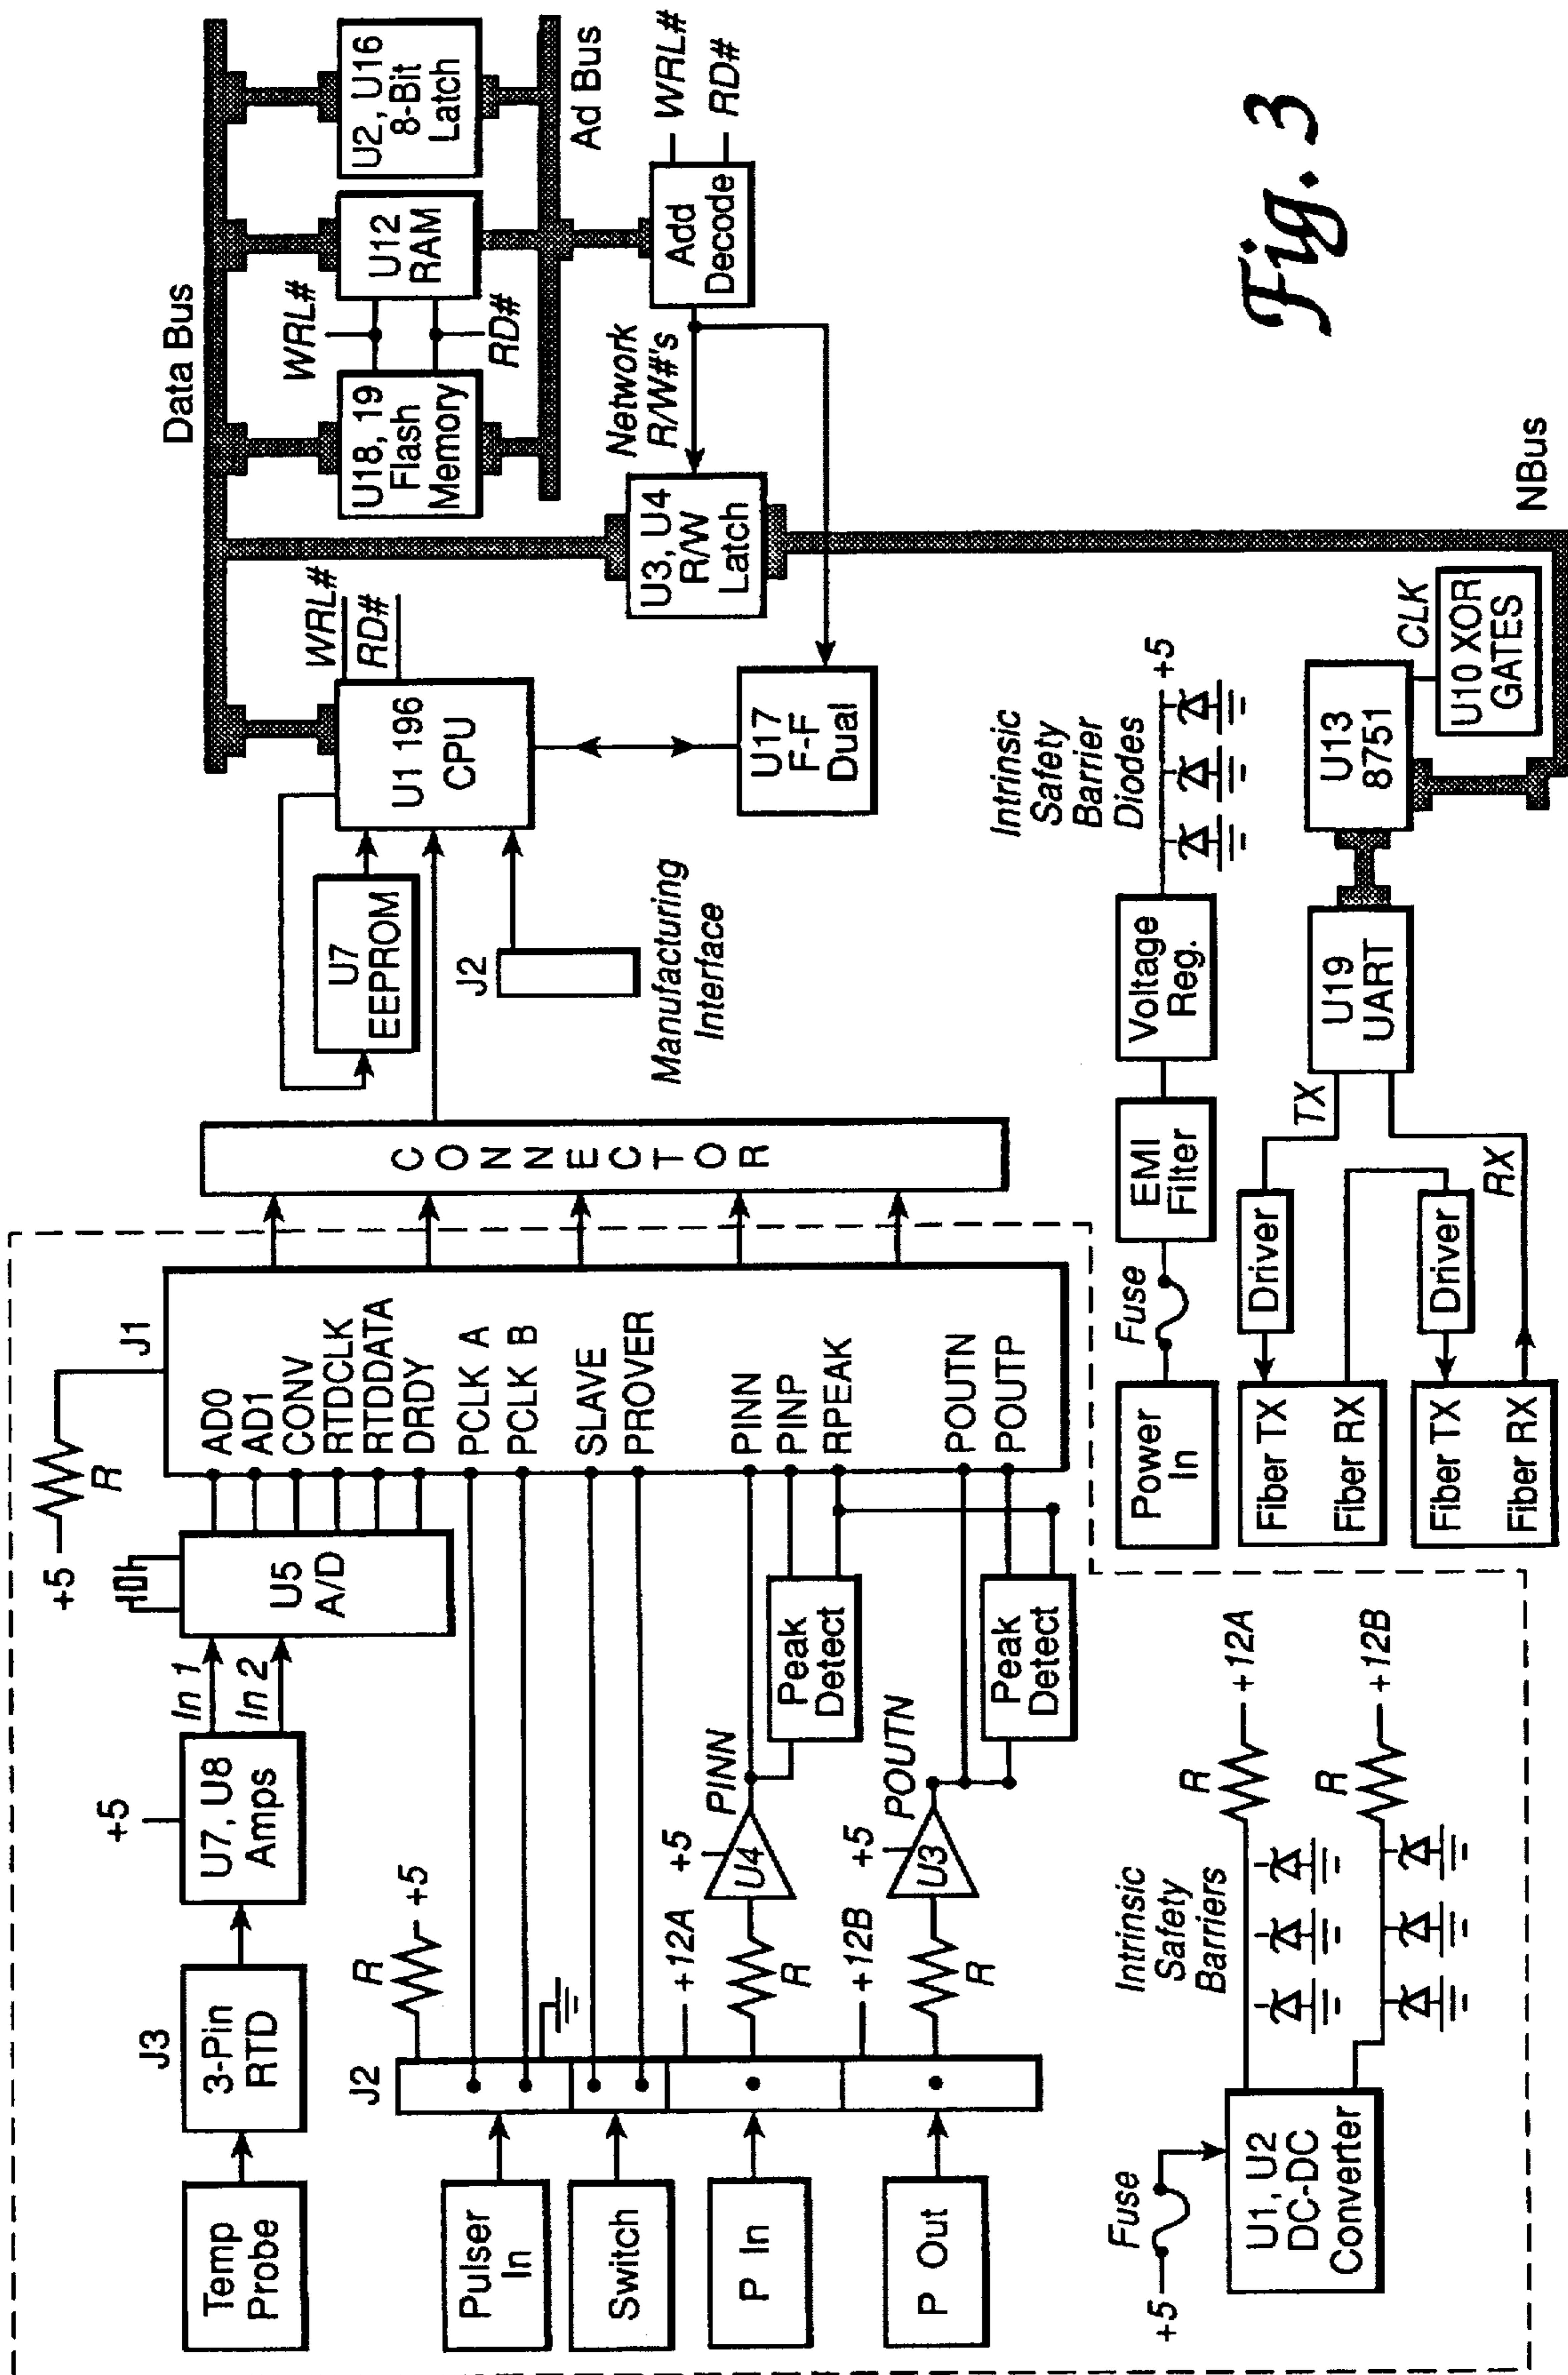 Data Bus
WRL#
RD#
U1 196
CPU
U7
EEPROM
J2
Manufacturing
Interface
U17
F-F
Dual
U18, 19
Flash
Memory
WRL#
RD#
U12
RAM
U2, U16
8-Bit
Latch
Ad Bus
Network
R/W#'s
U3, U4
R/W
Latch
Add
Decode
WRL#
RD#
NBus
CONNECTOR
J1
+5
R
AD0
AD1
CONV
RTDCLK
RTDDATA
DRDY
PCLK A
PCLK B
SLAVE
PROVER
PINN
PINP
RPEAK
POUTN
POUTP
Temp
Probe
J3
3-Pin
RTD
+5
U7, U8
Amps
In 1
In 2
U5
A/D
Pulser
In
Switch
P In
P Out
J2
R
+5
+12A
R
+5
U4
PINN
Peak
Detect
+12B
R
+5
U3
POUTN
Peak
Detect
+5
Fuse
U1, U2
DC-DC
Converter
Intrinsic
Safety
Barriers
R
+12A
R
+12B
Power
In
Fuse
EMI
Filter
Voltage
Reg.
Intrinsic
Safety
Barrier
Diodes
+5
Fiber TX
Fiber RX
Driver
Fiber TX
Fiber RX
Driver
TX
RX
U19
UART
U13
8751
CLK
U10 XOR
GATES
Fig. 3